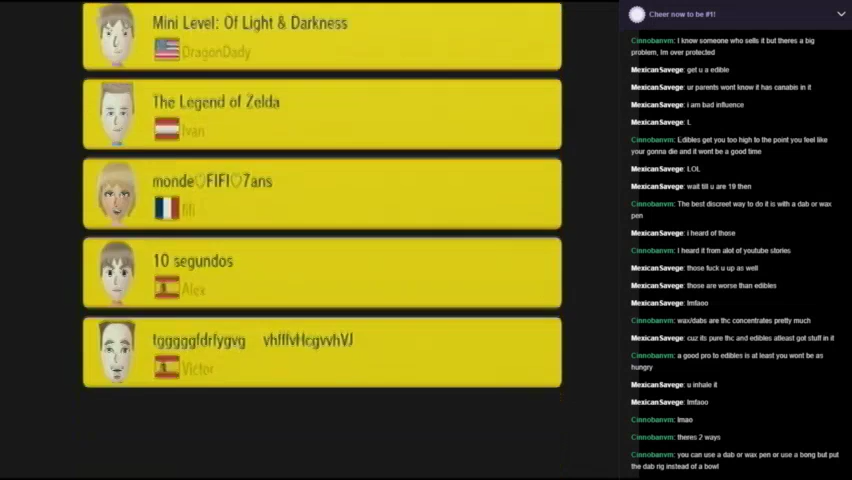 Mini Level: Of Light & Darkness
DragonDady
The Legend of Zelda
Ivan
monde♡FIFI♡7ans
fifi
10 segundos
Alex
tgggggfdrfygvg vhfffvHcgvvhVJ
Victor
Cheer now to be #1!
Cinnobanvm: I know someone who sells it but theres a big
problem, Im over protected
MexicanSavege: get u a edible
MexicanSavege: ur parents wont know it has canabis in it
MexicanSavege: i am bad influence
MexicanSavege: L
Cinnobanvm: Edibles get you too high to the point you feel like
your gonna die and it wont be a good time
MexicanSavege: LOL
MexicanSavege: wait till u are 19 then
Cinnobanvm: The best discreet way to do it is with a dab or wax
pen
MexicanSavege: i heard of those
Cinnobanvm: I heard it from alot of youtube stories
MexicanSavege: those fuck u up as well
MexicanSavege: those are worse than edibles
MexicanSavege: lmfaoo
Cinnobanvm: wax/dabs are thc concentrates pretty much
MexicanSavege: cuz its pure thc and edibles atleast got stuff in it
Cinnobanvm: a good pro to edibles is at least you wont be as
hungry
MexicanSavege: u inhale it
MexicanSavege: lmfaoo
Cinnobanvm: lmao
Cinnobanvm: theres 2 ways
Cinnobanvm: you can use a dab or wax pen or use a bong but put
the dab rig instead of a bowl